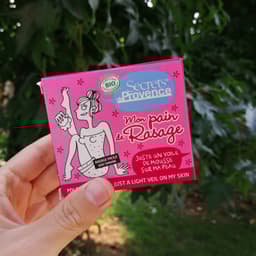 BIO
Secrets
de Provence
Mon pain
de Rasage
JUSTE UN VOILE
DE MOUSSE
SUR MA PEAU
JUST A LIGHT VEIL ON MY SKIN